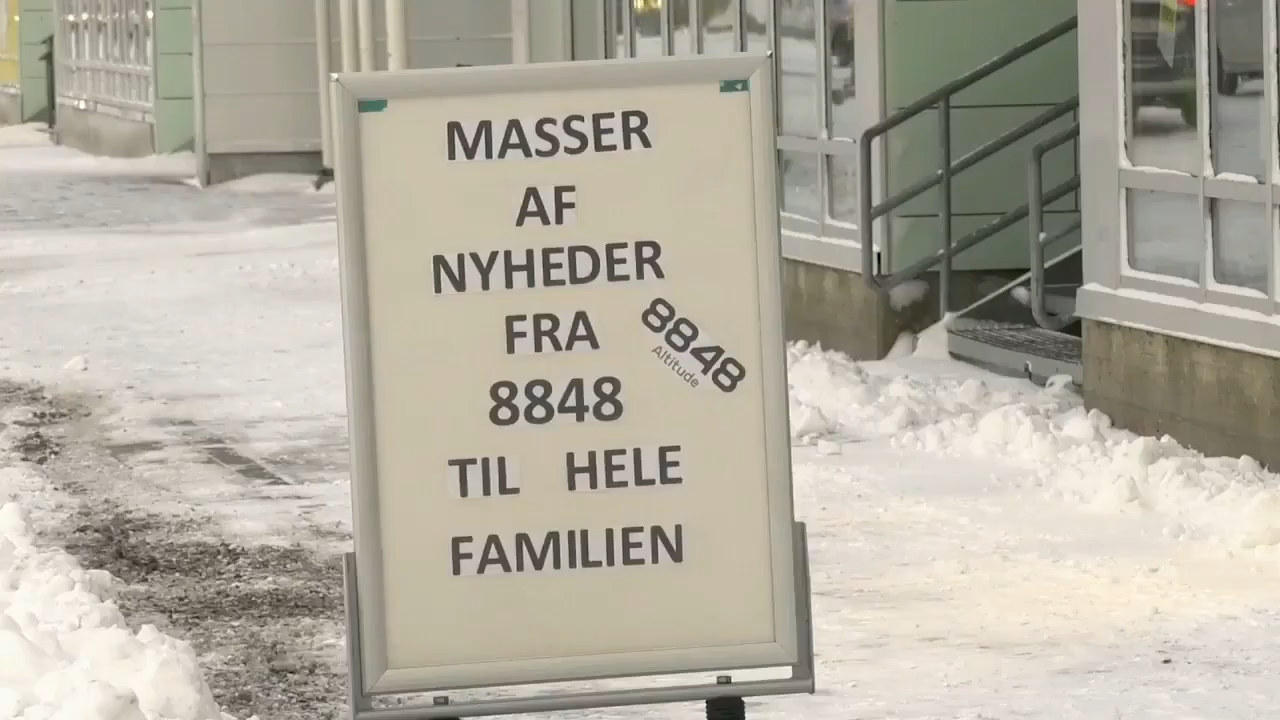 MASSER
AF
NYHEDER
FRA
8848
8848
Altitude
TIL HELE
FAMILIEN